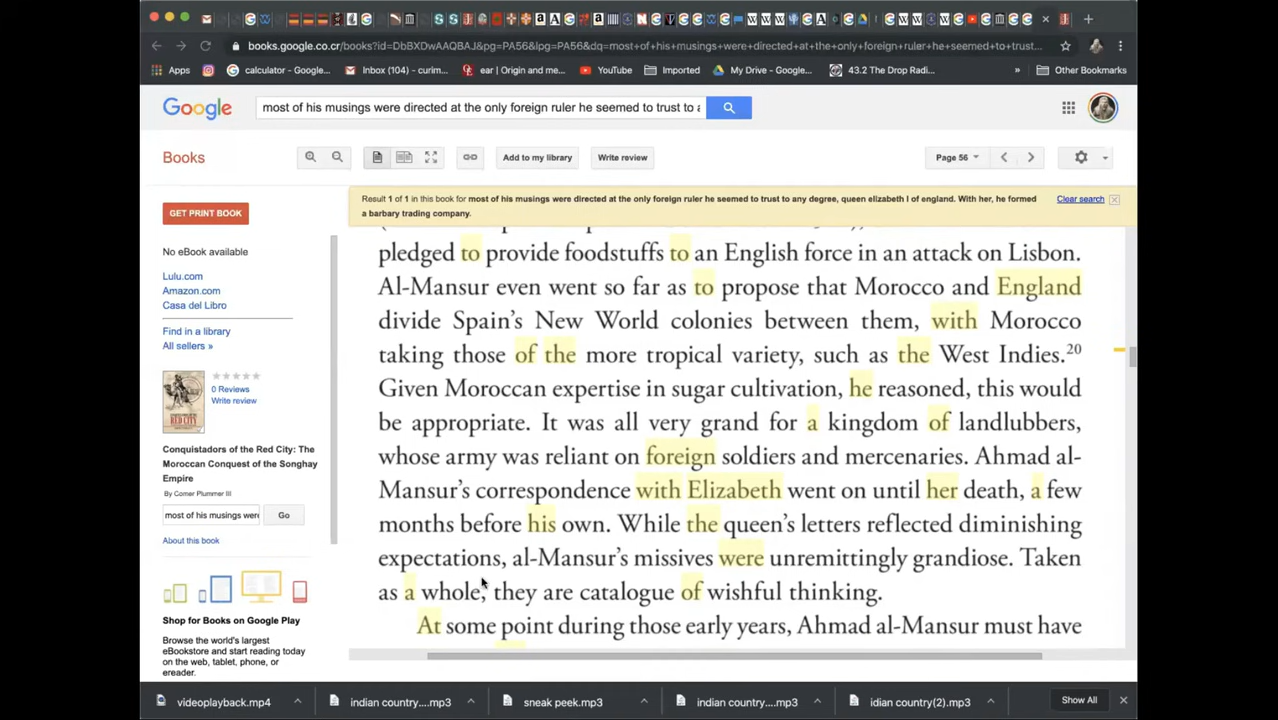 books.google.co.cr/books?id=DbBXDwAAQBAJ&pg=PA56&lpg=PA56&dq=most+of+his+musings+were+directed+at+the+only+foreign+ruler+he+seemed+to+trust...
Apps calculator - Google... Inbox (104) - curim... ear | Origin and me... YouTube Imported My Drive - Google... 43.2 The Drop Radi... » Other Bookmarks
Google most of his musings were directed at the only foreign ruler he seemed to trust to a
Books Add to my library Write review Page 56
Result 1 of 1 in this book for most of his musings were directed at the only foreign ruler he seemed to trust to any degree, queen elizabeth I of england. With her, he formed Clear search
a barbary trading company.
GET PRINT BOOK
No eBook available
Lulu.com
Amazon.com
Casa del Libro
Find in a library
All sellers »
0 Reviews
Write review
RED CITY
Conquistadors of the Red City: The
Moroccan Conquest of the Songhay
Empire
By Comer Plummer III
most of his musings were Go
About this book
Shop for Books on Google Play
Browse the world's largest
eBookstore and start reading today
on the web, tablet, phone, or
ereader.
pledged to provide foodstuffs to an English force in an attack on Lisbon.
Al-Mansur even went so far as to propose that Morocco and England
divide Spain's New World colonies between them, with Morocco
taking those of the more tropical variety, such as the West Indies.20
Given Moroccan expertise in sugar cultivation, he reasoned, this would
be appropriate. It was all very grand for a kingdom of landlubbers,
whose army was reliant on foreign soldiers and mercenaries. Ahmad al-
Mansur's correspondence with Elizabeth went on until her death, a few
months before his own. While the queen's letters reflected diminishing
expectations, al-Mansur's missives were unremittingly grandiose. Taken
as a whole, they are catalogue of wishful thinking.
At some point during those early years, Ahmad al-Mansur must have
videoplayback.mp4 indian country....mp3 sneak peek.mp3 indian country....mp3 idian country(2).mp3 Show All